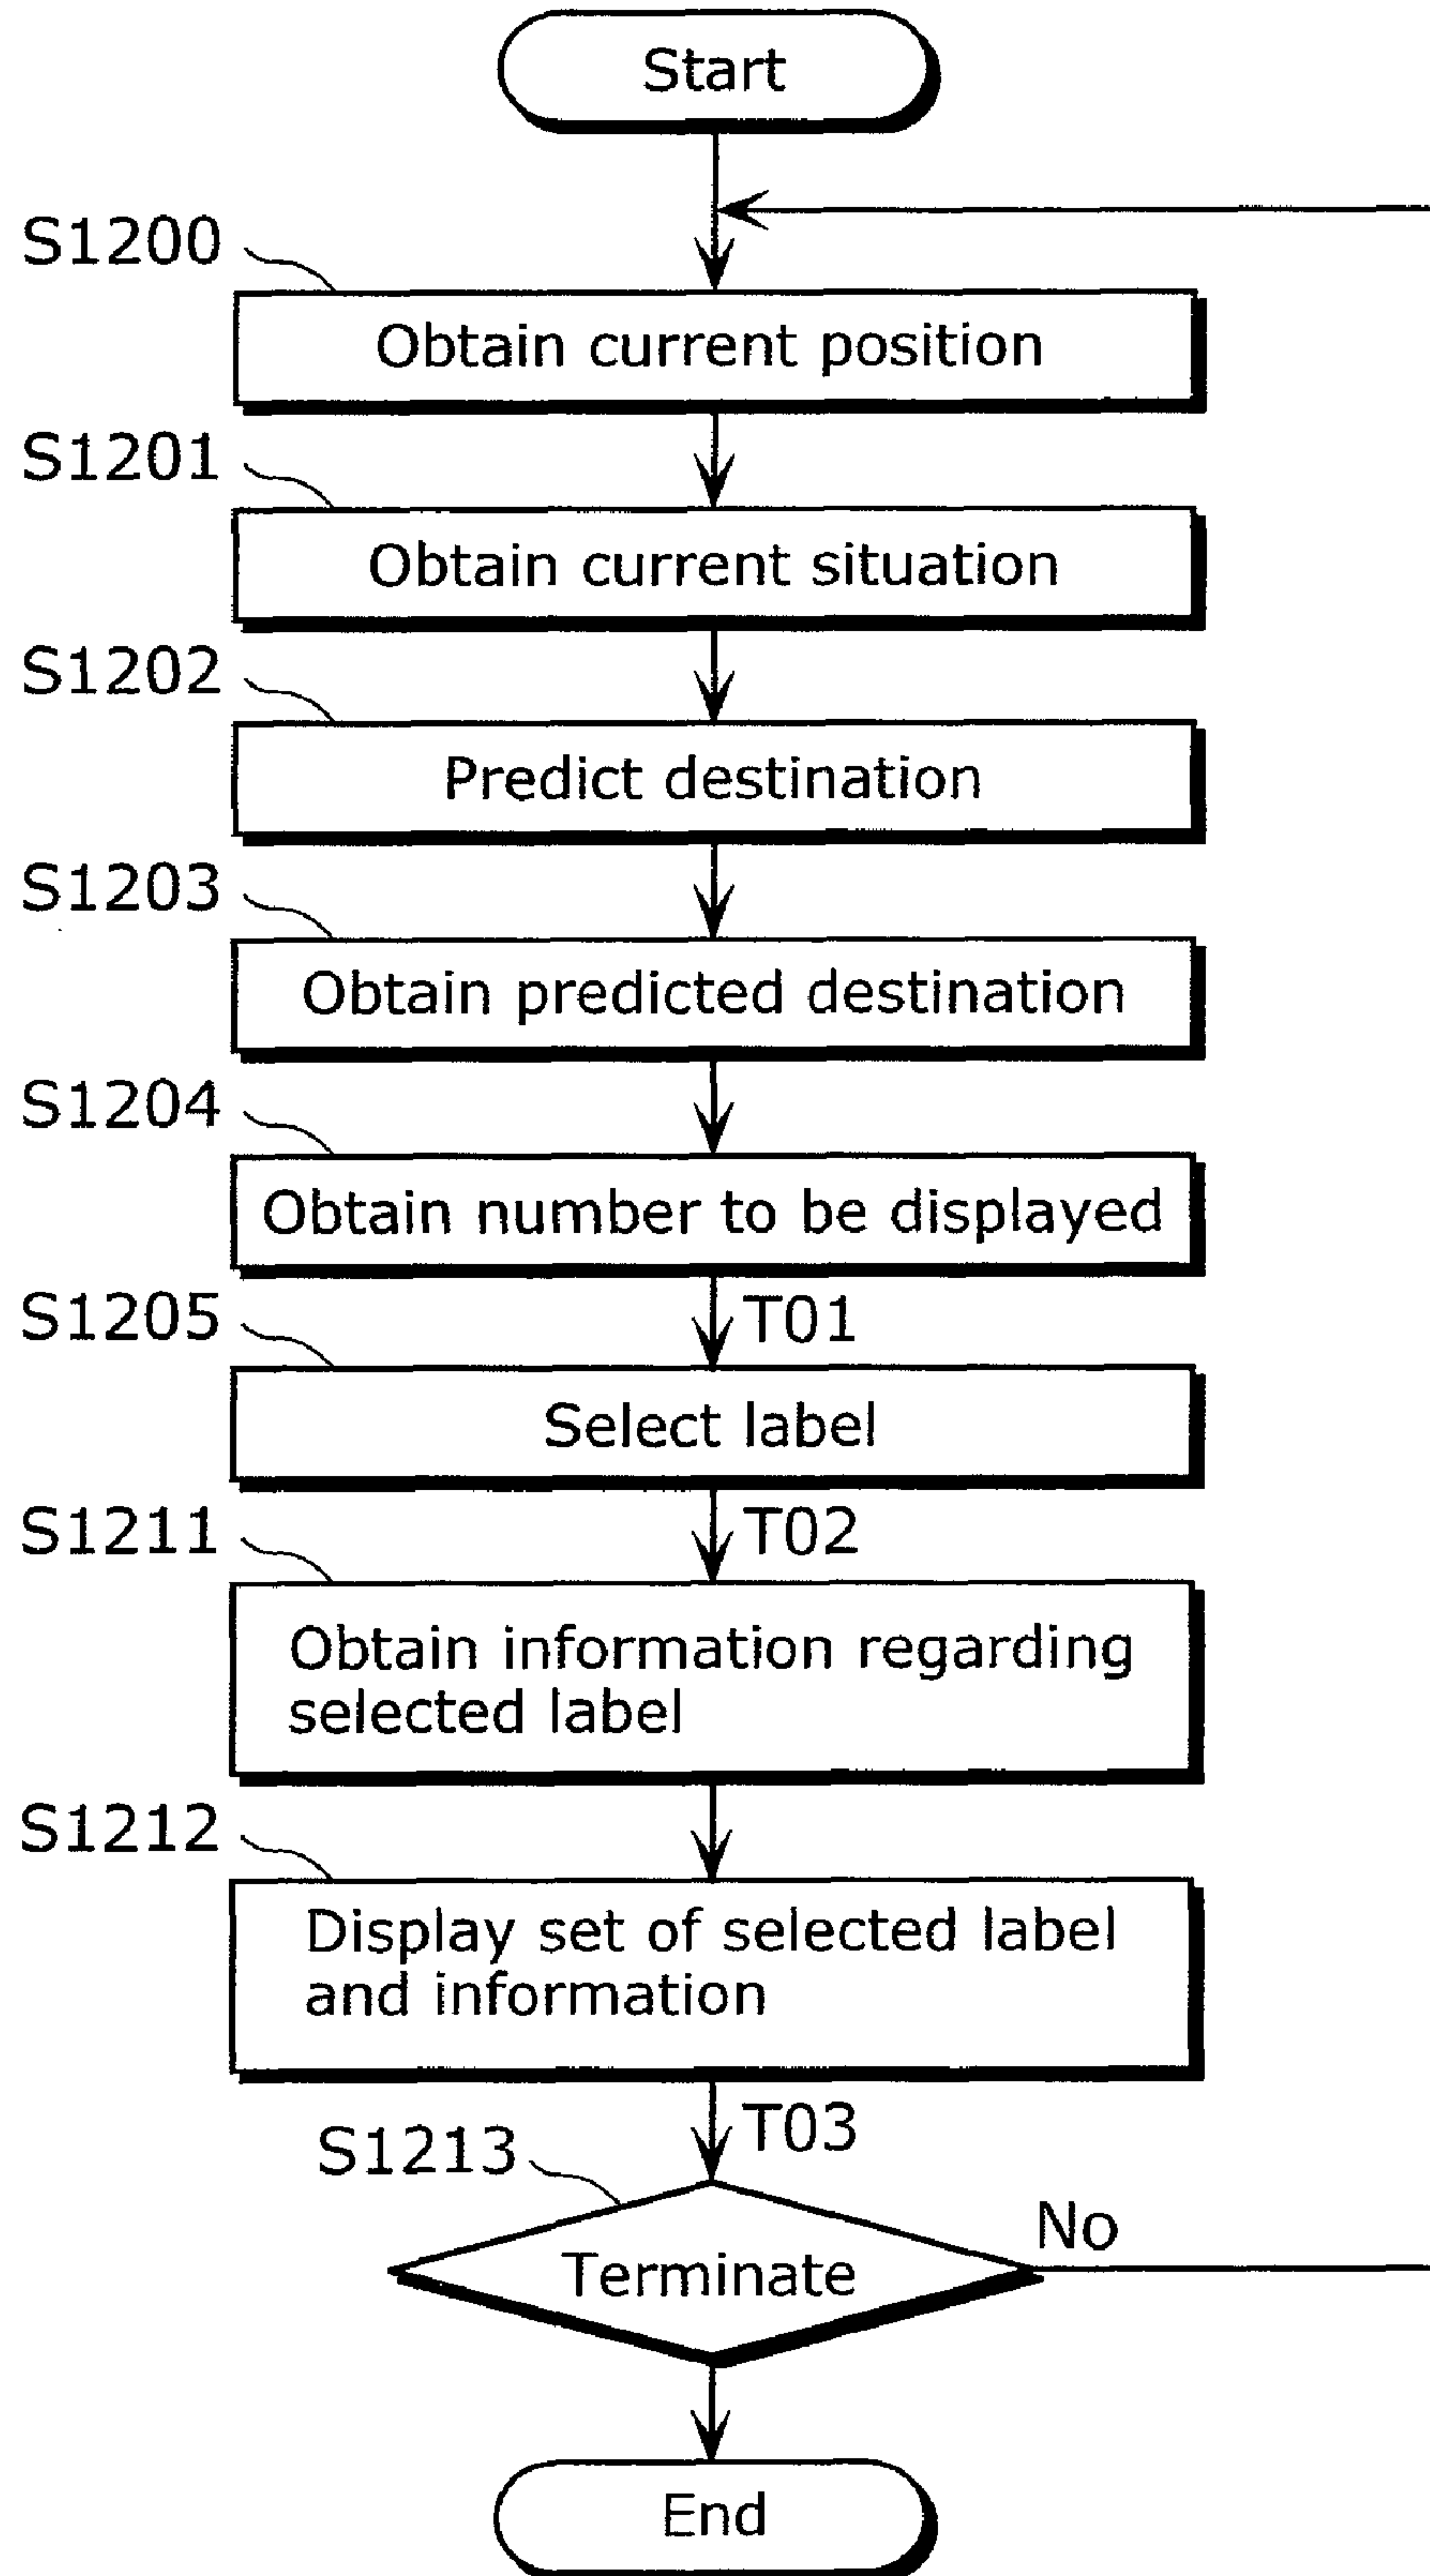 Start
S1200
Obtain current position
S1201
Obtain current situation
S1202
Predict destination
S1203
Obtain predicted destination
S1204
Obtain number to be displayed
T01
S1205
Select label
T02
S1211
Obtain information regarding
selected label
S1212
Display set of selected label
and information
T03
S1213
Terminate
No
End